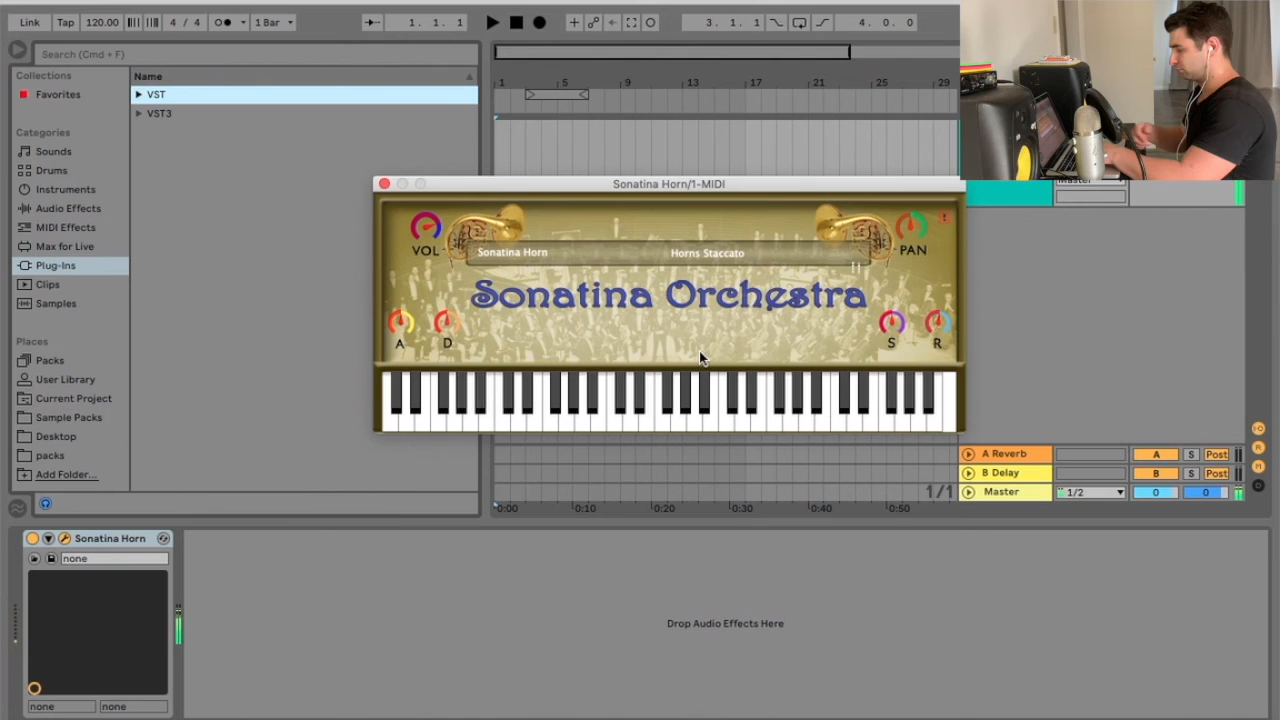 Link Tap 120.00 4 / 4 1 Bar 1. 1. 1 3. 1. 1 4. 0. 0
Search (Cmd + F)
Collections
Favorites
Categories
Sounds
Drums
Instruments
Audio Effects
MIDI Effects
Max for Live
Plug-Ins
Clips
Samples
Places
Packs
User Library
Current Project
Sample Packs
Desktop
packs
Add Folder...
Name
VST
VST3
1 5 9 13 17 21 25 29
Master
Sonatina Horn/1-MIDI
VOL PAN
Sonatina Horn Horns Staccato
Sonatina Orchestra
A D S R
A Reverb A S Post
B Delay B S Post
1/1 Master 1/2 0 0
0:00 0:10 0:20 0:30 0:40 0:50
Sonatina Horn
none
none none
Drop Audio Effects Here